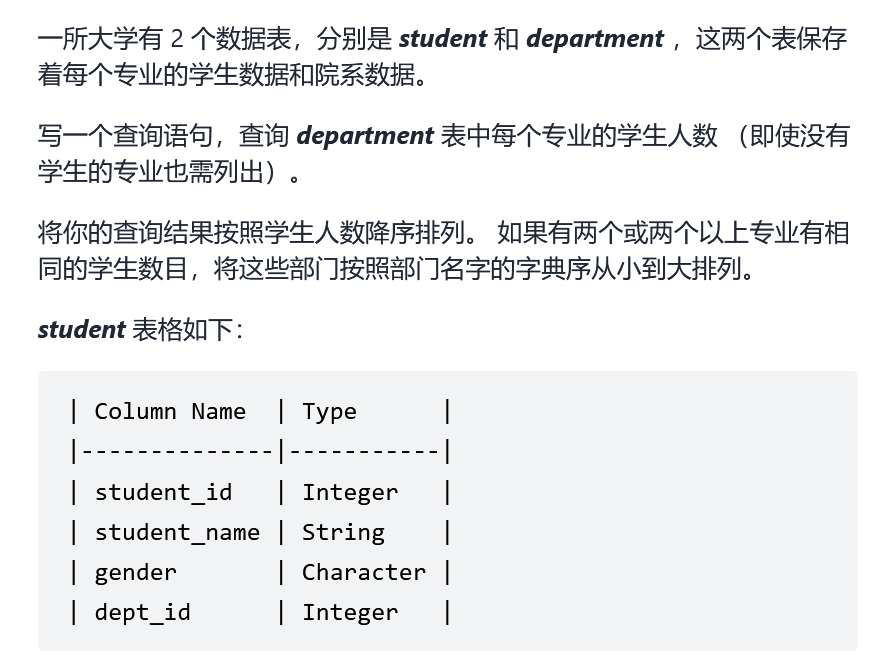 一所大学有 2 个数据表，分别是 student 和 department ，这两个表保存
着每个专业的学生数据和院系数据。
写一个查询语句，查询 department 表中每个专业的学生人数 （即使没有
学生的专业也需列出）。
将你的查询结果按照学生人数降序排列。 如果有两个或两个以上专业有相
同的学生数目，将这些部门按照部门名字的字典序从小到大排列。
student 表格如下：
| Column Name  | Type      |
|--------------|-----------|
| student_id   | Integer   |
| student_name | String    |
| gender       | Character |
| dept_id      | Integer   |